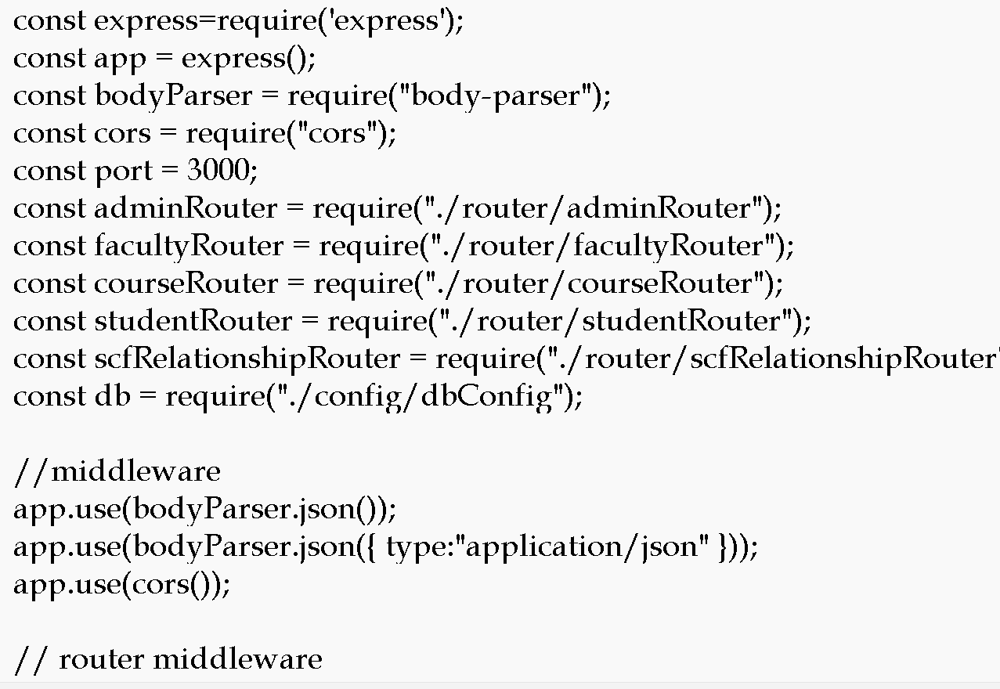 const express=require('express');
const app = express();
const bodyParser = require("body-parser");
const cors = require("cors");
const port = 3000;
const adminRouter = require("./router/adminRouter");
const facultyRouter = require("./router/facultyRouter");
const courseRouter = require("./router/courseRouter");
const studentRouter = require("./router/studentRouter");
const scfRelationshipRouter = require("./router/scfRelationshipRouter"
const db = require("./config/dbConfig");
//middleware
app.use(bodyParser.json());
app.use(bodyParser.json({ type:"application/json" }));
app.use(cors());
// router middleware